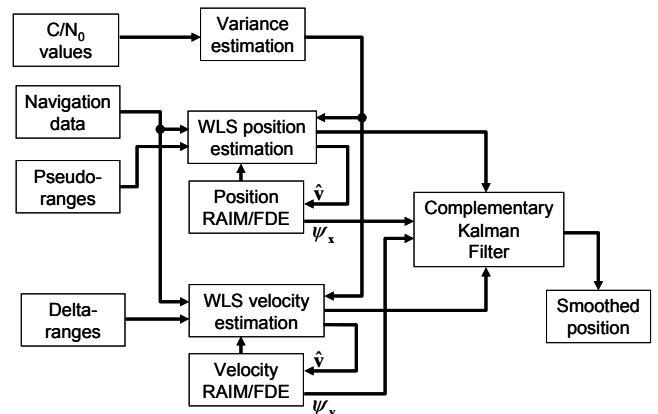 C/N₀
values
Variance
estimation
Navigation
data
WLS position
estimation
Pseudo-
ranges
v̂
Position
RAIM/FDE
ψₓ
Complementary
Kalman
Filter
Delta-
ranges
WLS velocity
estimation
Smoothed
position
v̂
Velocity
RAIM/FDE
ψᵥ